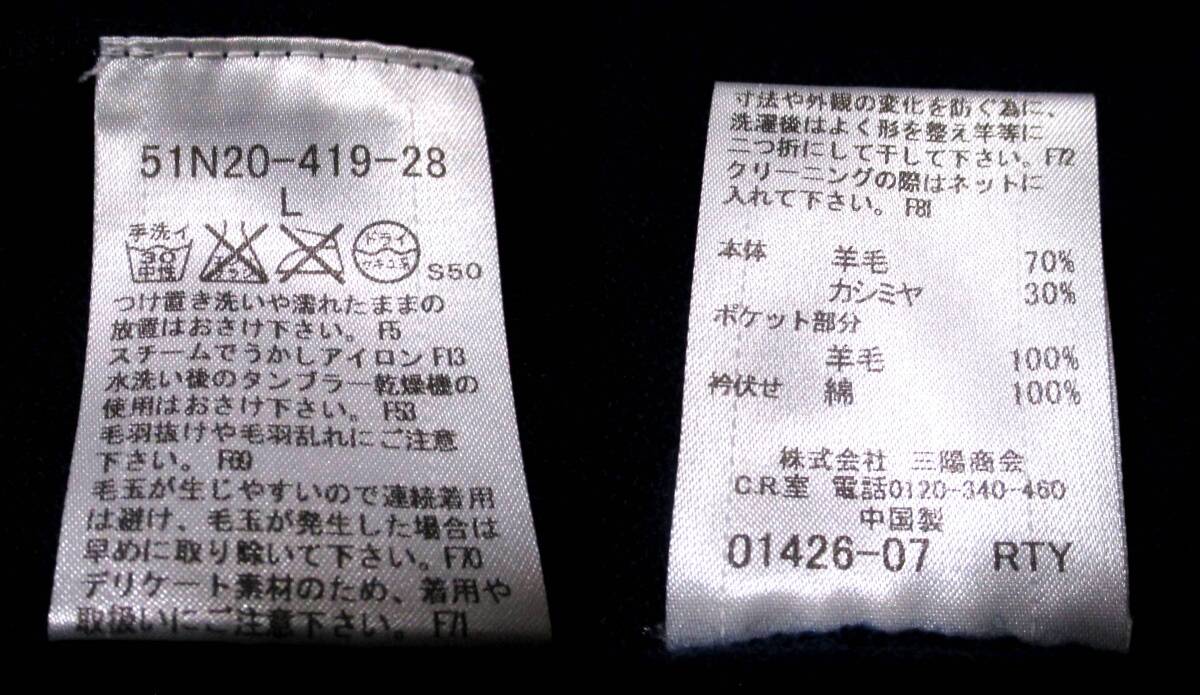 51N20-419-28
L
手洗イ
30
中性
ドライ
セキユ系
S50
つけ置き洗いや濡れたままの
放置はおさけ下さい。 F5
スチームでうかしアイロンF13
水洗い後のタンブラー乾燥機の
使用はおさけ下さい。 F53
毛羽抜けや毛羽乱れにご注意
下さい。 F69
毛玉が生じやすいので連続着用
は避け、毛玉が発生した場合は
早めに取り除いて下さい。F70
デリケート素材のため、着用や
取扱いにご注意下さい。 F71
寸法や外観の変化を防ぐ為に、
洗濯後はよく形を整え竿等に
二つ折にして干して下さい。F72
クリーニングの際はネットに
入れて下さい。 F81
本体 羊毛 70%
カシミヤ 30%
ポケット部分
羊毛 100%
衿伏せ 綿 100%
株式会社 三陽商会
C.R.室 電話0120-340-460
中国製
01426-07 RTY